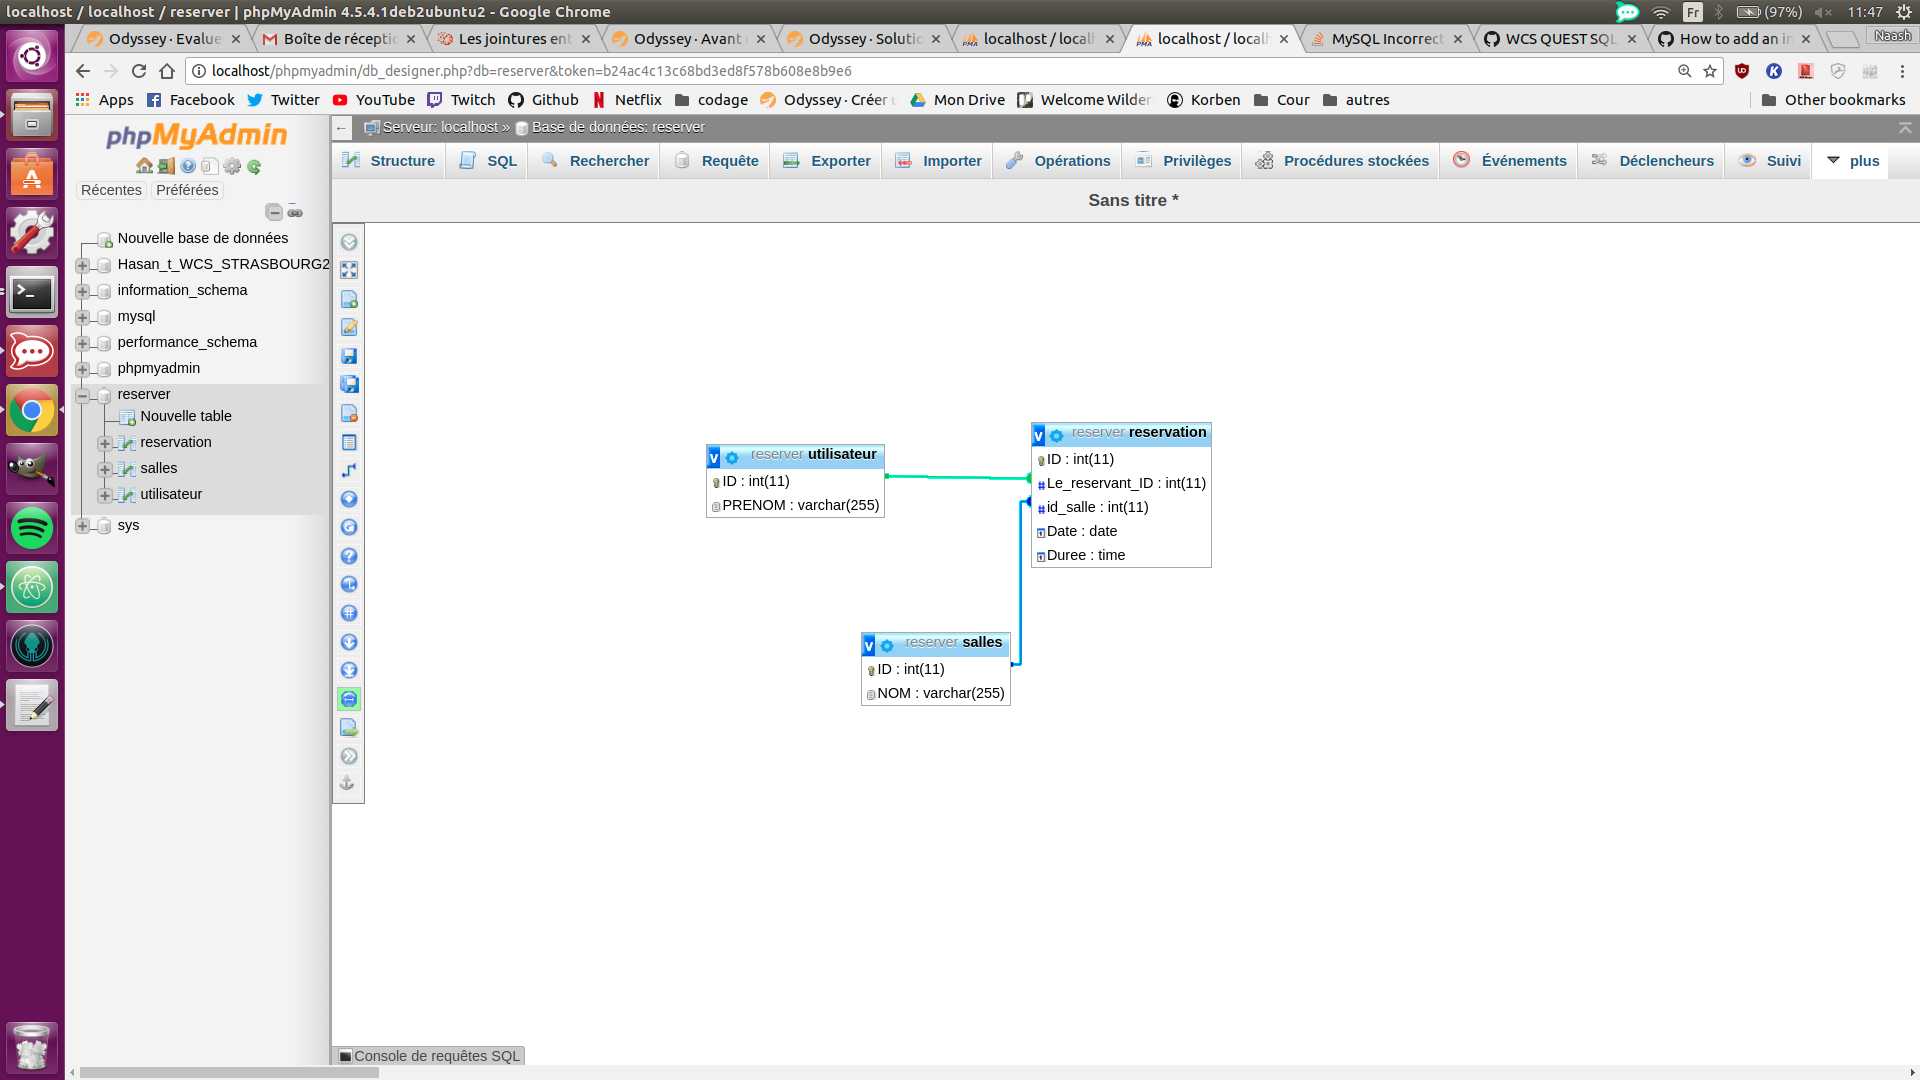 localhost / localhost / reserver | phpMyAdmin 4.5.4.1deb2ubuntu2 - Google Chrome
Fr
(97%)
11:47
Odyssey · Evalue
Boîte de récepti
Les jointures ent
Odyssey · Avant
Odyssey · Soluti
localhost / localh
localhost / localh
MySQL Incorrect
WCS QUEST SQL
How to add an in
Naash
localhost/phpmyadmin/db_designer.php?db=reserver&token=b24ac4c13c68bd3ed8f578b608e8b9e6
Apps
Facebook
Twitter
YouTube
Twitch
Github
Netflix
codage
Odyssey · Créer
Mon Drive
Welcome Wilder
Korben
Cour
autres
Other bookmarks
phpMyAdmin
Récentes
Préférées
Nouvelle base de données
Hasan_t_WCS_STRASBOURG2
information_schema
mysql
performance_schema
phpmyadmin
reserver
Nouvelle table
reservation
salles
utilisateur
sys
Serveur: localhost » Base de données: reserver
Structure
SQL
Rechercher
Requête
Exporter
Importer
Opérations
Privilèges
Procédures stockées
Événements
Déclencheurs
Suivi
plus
Sans titre *
v reserver utilisateur
ID : int(11)
PRENOM : varchar(255)
v reserver reservation
ID : int(11)
Le_reservant_ID : int(11)
id_salle : int(11)
Date : date
Duree : time
v reserver salles
ID : int(11)
NOM : varchar(255)
Console de requêtes SQL